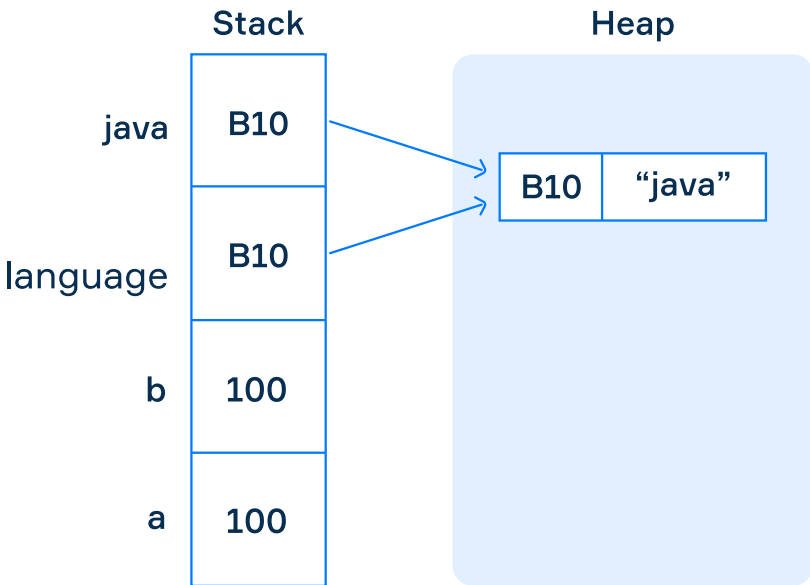 Stack Heap
java B10
B10 “java”
language B10
b 100
a 100